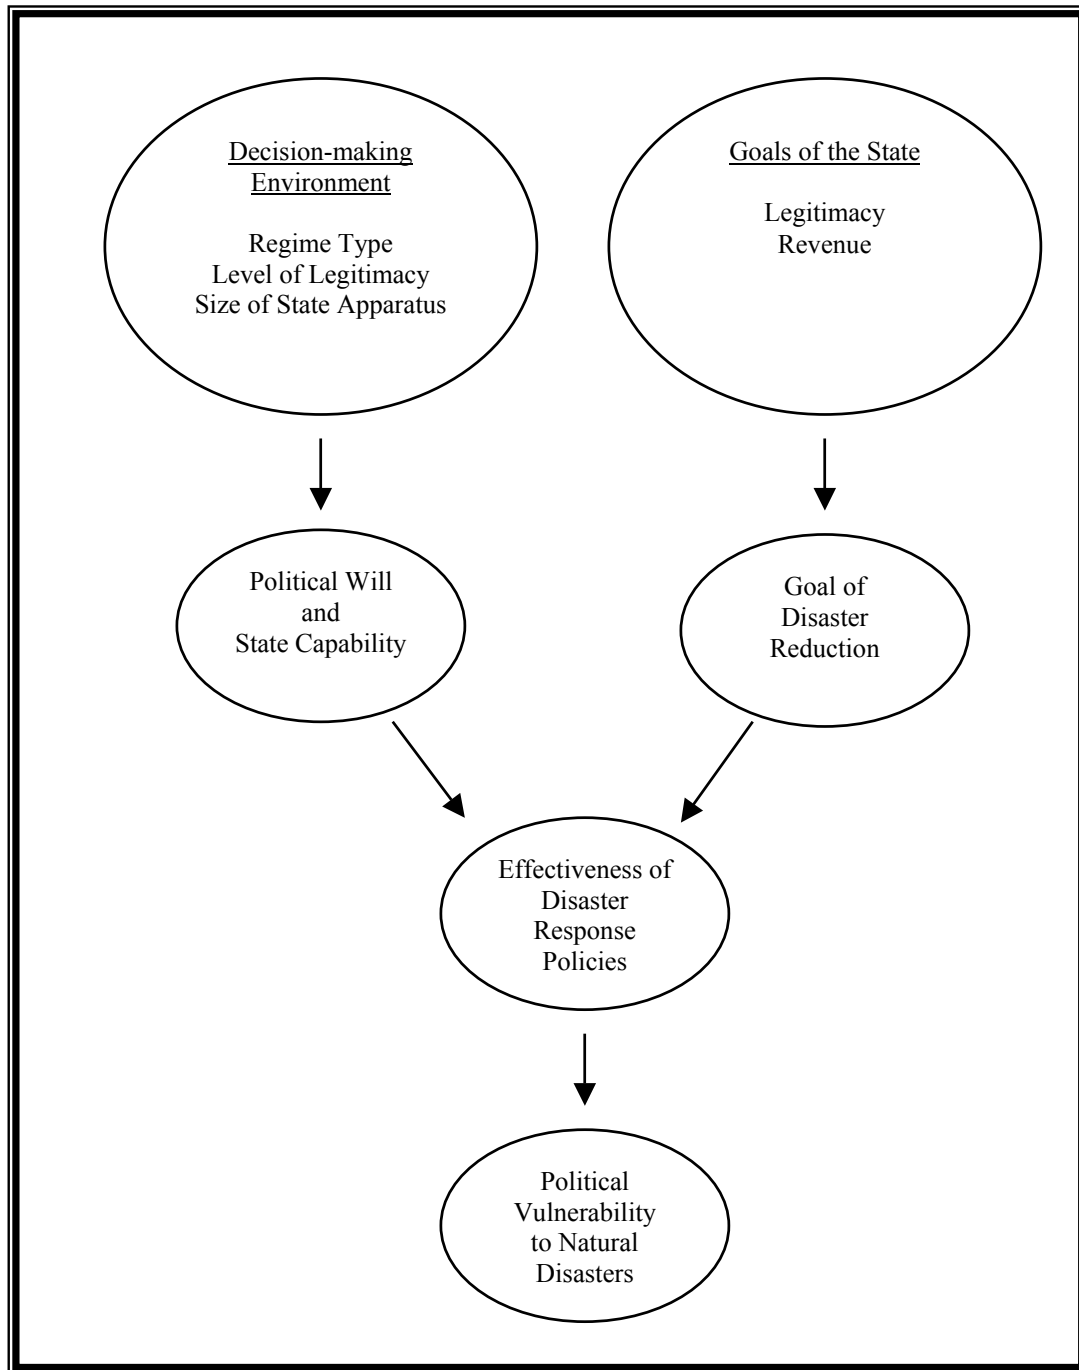 Decision-making
Environment
Regime Type
Level of Legitimacy
Size of State Apparatus
Goals of the State
Legitimacy
Revenue
Political Will
and
State Capability
Goal of
Disaster
Reduction
Effectiveness of
Disaster
Response
Policies
Political
Vulnerability
to Natural
Disasters